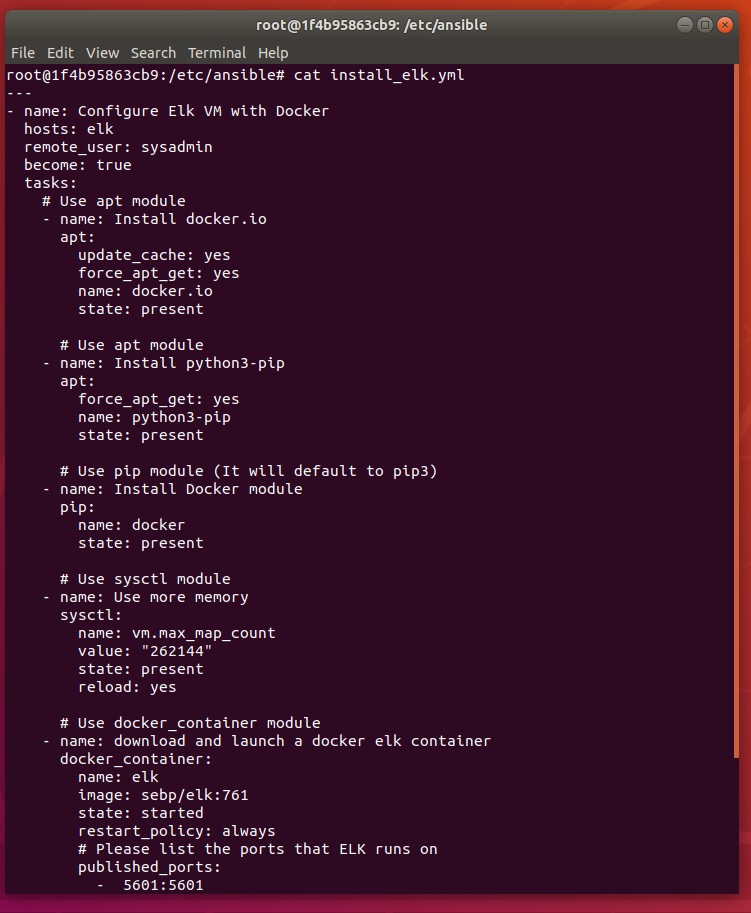 root@1f4b95863cb9: /etc/ansible
File Edit View Search Terminal Help
root@1f4b95863cb9:/etc/ansible# cat install_elk.yml
---
- name: Configure Elk VM with Docker
  hosts: elk
  remote_user: sysadmin
  become: true
  tasks:
    # Use apt module
    - name: Install docker.io
      apt:
        update_cache: yes
        force_apt_get: yes
        name: docker.io
        state: present

      # Use apt module
    - name: Install python3-pip
      apt:
        force_apt_get: yes
        name: python3-pip
        state: present

      # Use pip module (It will default to pip3)
    - name: Install Docker module
      pip:
        name: docker
        state: present

      # Use sysctl module
    - name: Use more memory
      sysctl:
        name: vm.max_map_count
        value: "262144"
        state: present
        reload: yes

      # Use docker_container module
    - name: download and launch a docker elk container
      docker_container:
        name: elk
        image: sebp/elk:761
        state: started
        restart_policy: always
        # Please list the ports that ELK runs on
        published_ports:
          -  5601:5601